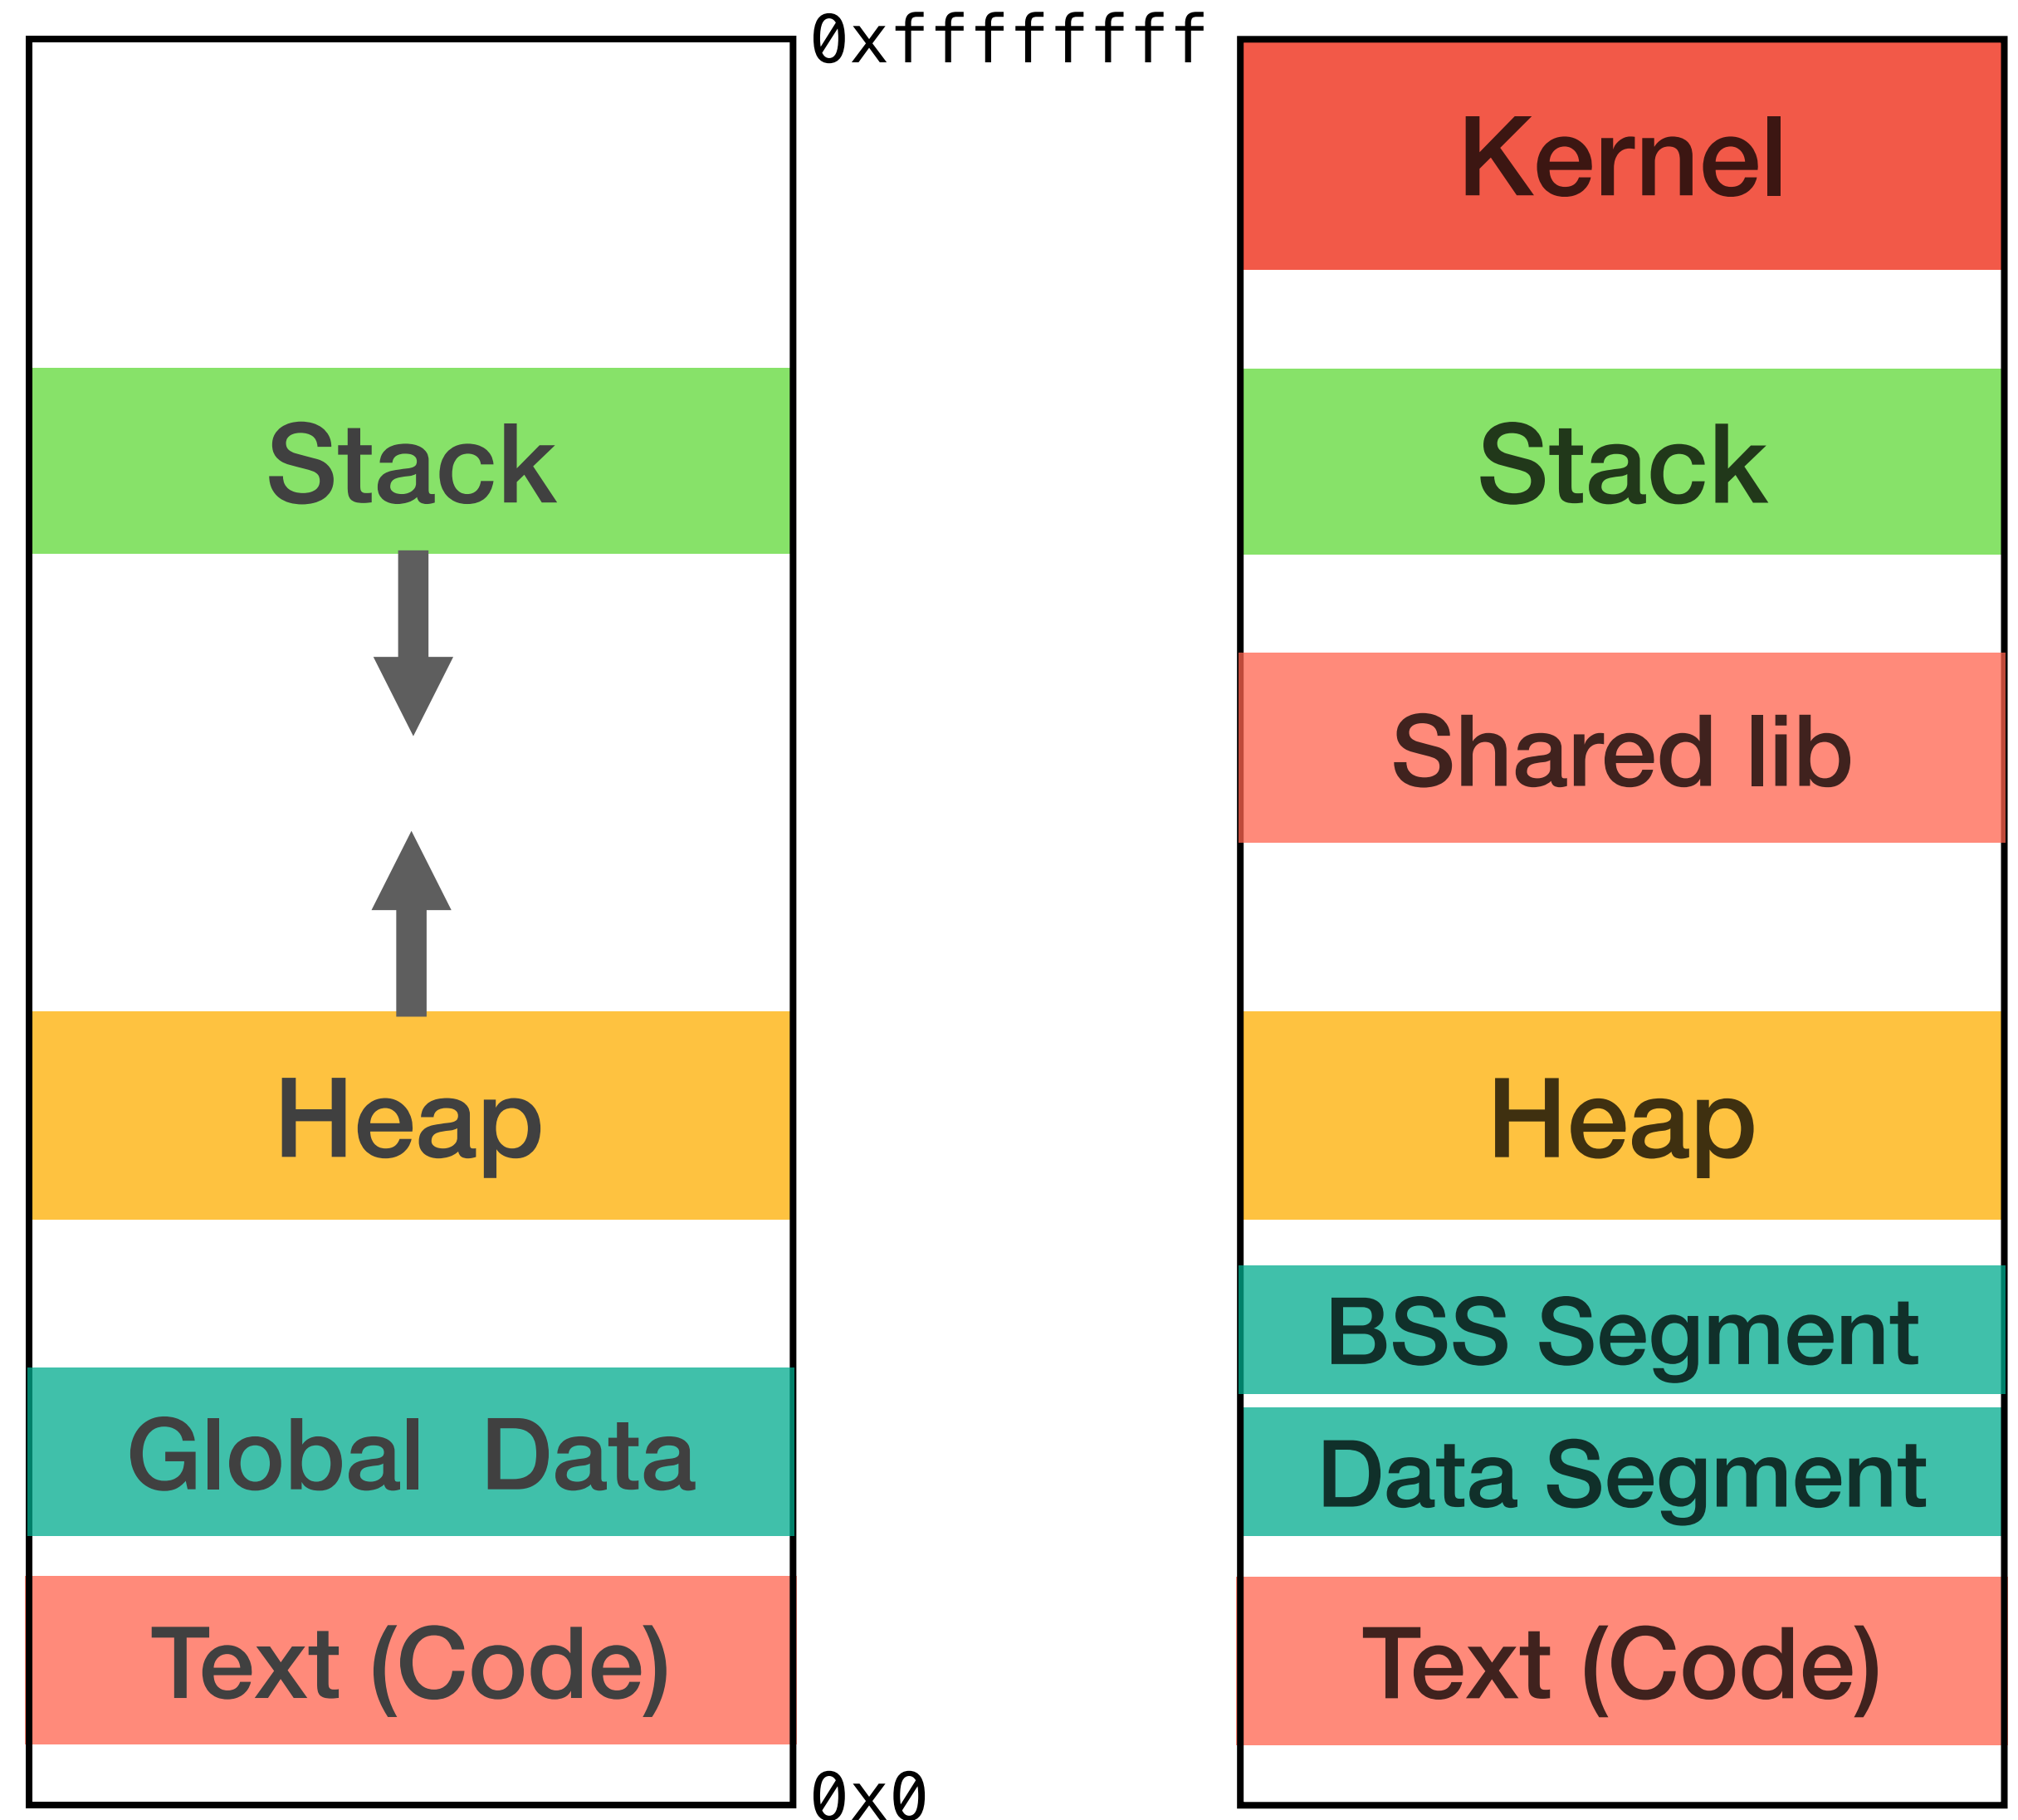 0xffffffff
Stack
Heap
Global Data
Text (Code)
0x0
Kernel
Stack
Shared lib
Heap
BSS Segment
Data Segment
Text (Code)